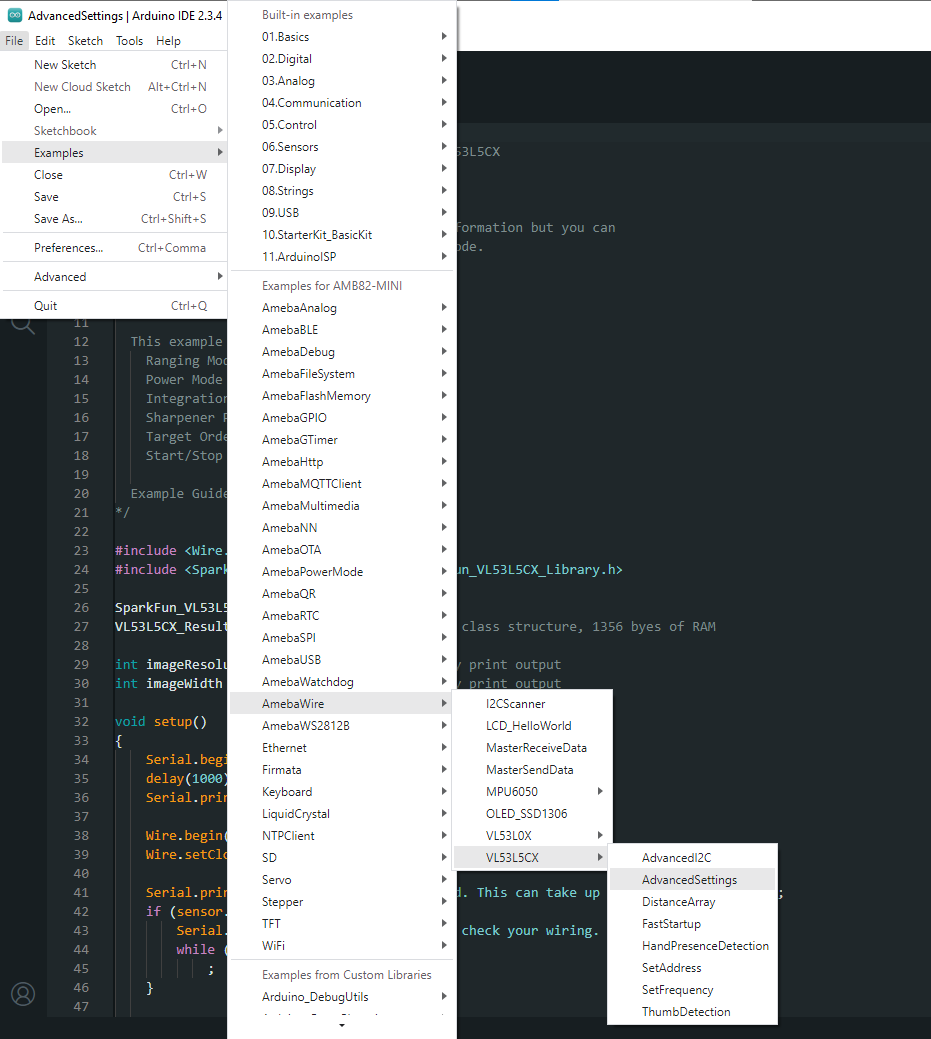 AdvancedSettings | Arduino IDE 2.3.4
File Edit Sketch Tools Help
New Sketch Ctrl+N
New Cloud Sketch Alt+Ctrl+N
Open... Ctrl+O
Sketchbook
Examples
Close Ctrl+W
Save Ctrl+S
Save As... Ctrl+Shift+S
Preferences... Ctrl+Comma
Advanced
Quit Ctrl+Q
Built-in examples
01.Basics
02.Digital
03.Analog
04.Communication
05.Control
06.Sensors
07.Display
08.Strings
09.USB
10.StarterKit_BasicKit
11.ArduinoISP
Examples for AMB82-MINI
AmebaAnalog
AmebaBLE
AmebaDebug
AmebaFileSystem
AmebaFlashMemory
AmebaGPIO
AmebaGTimer
AmebaHttp
AmebaMQTTClient
AmebaMultimedia
AmebaNN
AmebaOTA
AmebaPowerMode
AmebaQR
AmebaRTC
AmebaSPI
AmebaUSB
AmebaWatchdog
AmebaWire
AmebaWS2812B
Ethernet
Firmata
Keyboard
LiquidCrystal
NTPClient
SD
Servo
Stepper
TFT
WiFi
Examples from Custom Libraries
Arduino_DebugUtils
I2CScanner
LCD_HelloWorld
MasterReceiveData
MasterSendData
MPU6050
OLED_SSD1306
VL53L0X
VL53L5CX
AdvancedI2C
AdvancedSettings
DistanceArray
FastStartup
HandPresenceDetection
SetAddress
SetFrequency
ThumbDetection
53L5CX
formation but you can
ode.
11
12 This example
13 Ranging Mod
14 Power Mode
15 Integration
16 Sharpener P
17 Target Orde
18 Start/Stop
19
20 Example Guide
21 */
22
23 #include <Wire.
24 #include <Spark un_VL53L5CX_Library.h>
25
26 SparkFun_VL53L5
27 VL53L5CX_Result class structure, 1356 byes of RAM
28
29 int imageResolu y print output
30 int imageWidth y print output
31
32 void setup()
33 {
34 Serial.begi
35 delay(1000)
36 Serial.prin
37
38 Wire.begin(
39 Wire.setClo
40
41 Serial.prin d. This can take up ;
42 if (sensor. 
43 Serial. check your wiring.
44 while (
45 ;
46 }
47